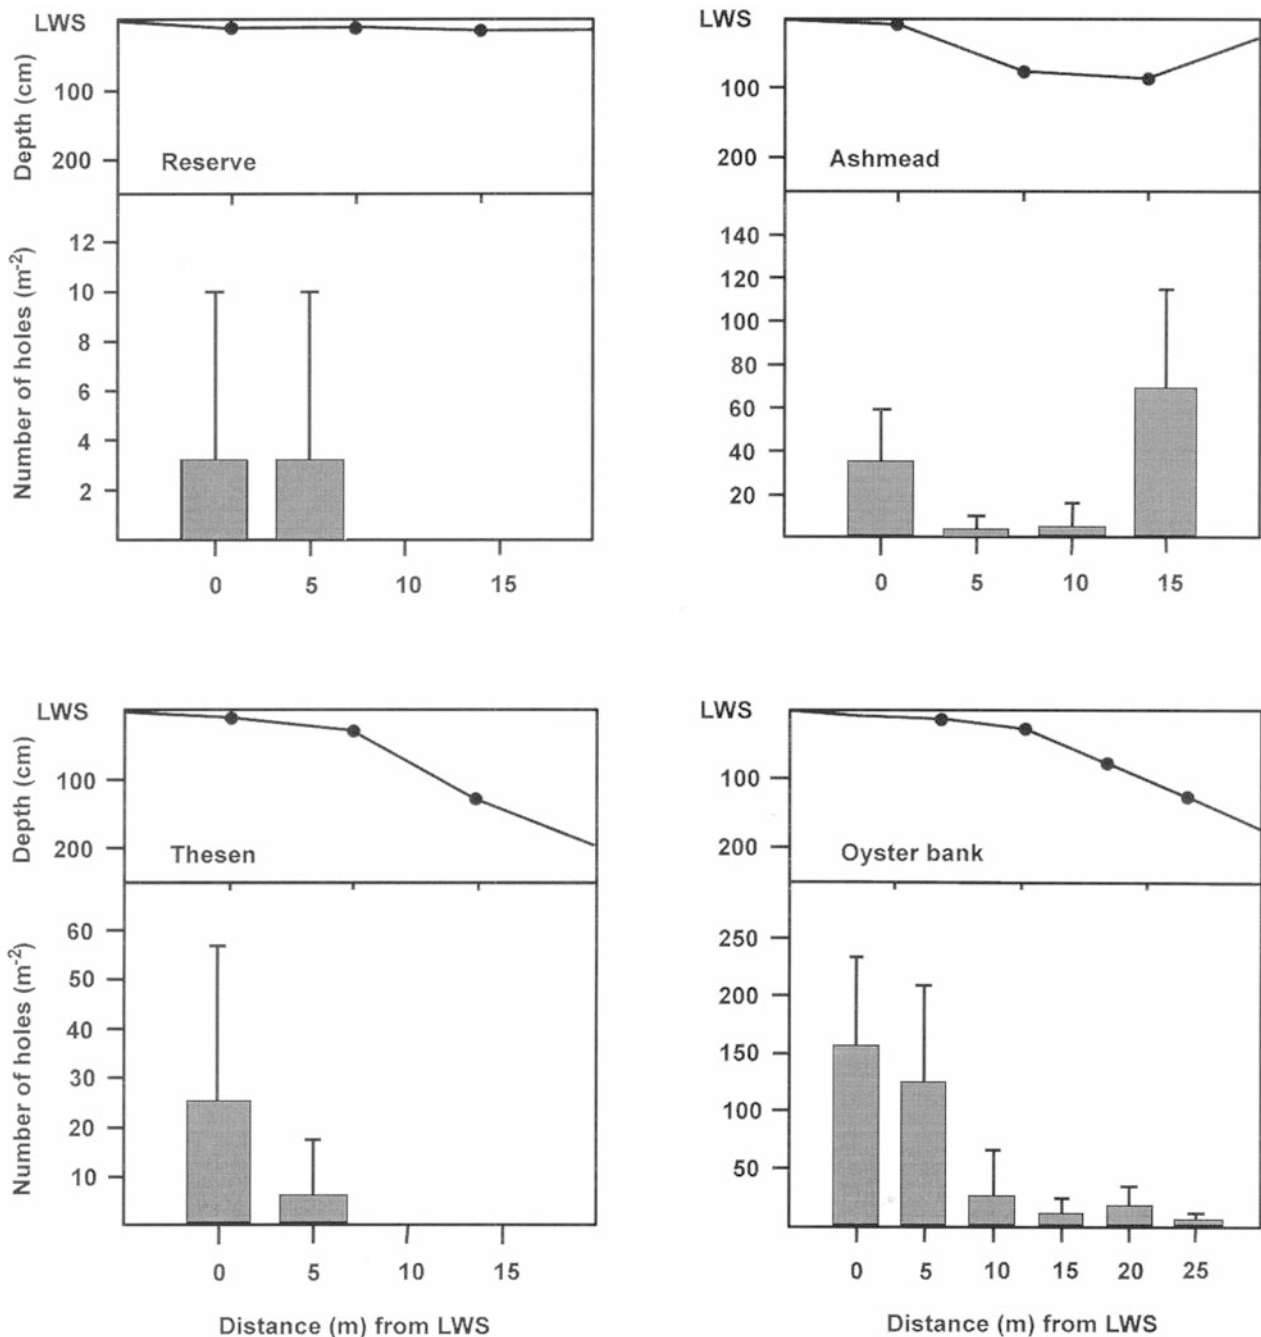 LWS
Depth (cm)
100
200
Reserve
Number of holes (m-2)
12
10
8
6
4
2
0 5 10 15
LWS
100
200
Ashmead
140
120
100
80
60
40
20
0 5 10 15
LWS
Depth (cm)
100
200
Thesen
Number of holes (m-2)
60
50
40
30
20
10
0 5 10 15
Distance (m) from LWS
LWS
100
200
Oyster bank
250
200
150
100
50
0 5 10 15 20 25
Distance (m) from LWS